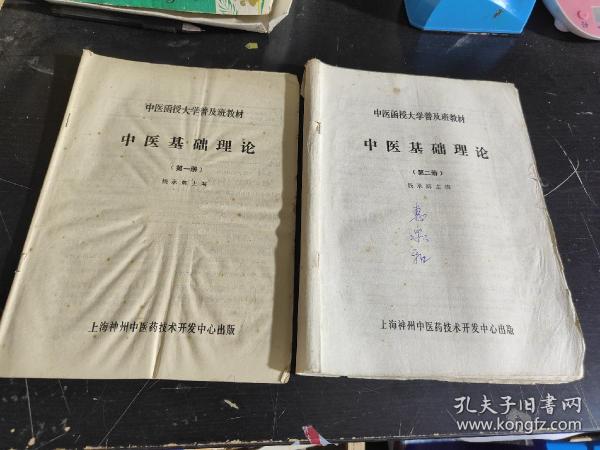 中医函授大学普及班教材
中医基础理论
（第一册）
上海神州中医药技术开发中心出版
中医函授大学普及班教材
中医基础理论
（第二册）
上海神州中医药技术开发中心出版
孔夫子旧书网
www.kongfz.com